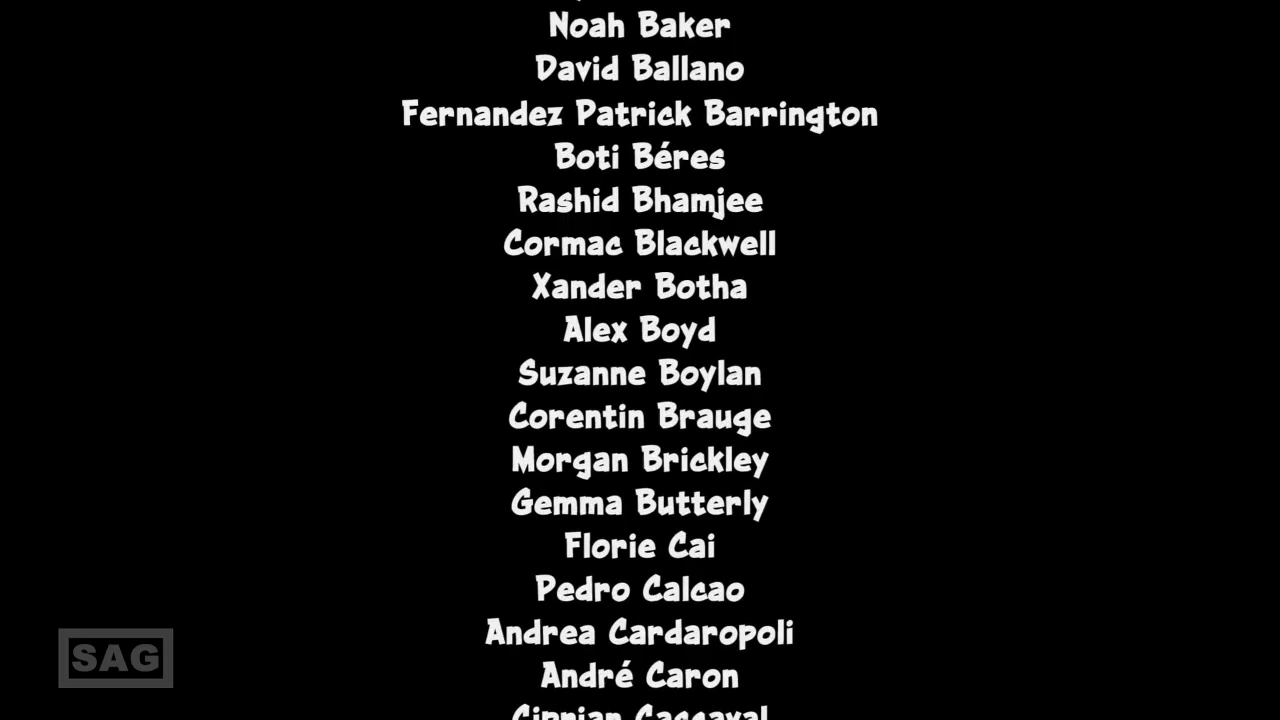 Noah Baker
David Ballano
Fernandez Patrick Barrington
Boti Béres
Rashid Bhamjee
Cormac Blackwell
Xander Botha
Alex Boyd
Suzanne Boylan
Corentin Brauge
Morgan Brickley
Gemma Butterly
Florie Cai
Pedro Calcao
Andrea Cardaropoli
André Caron
SAG